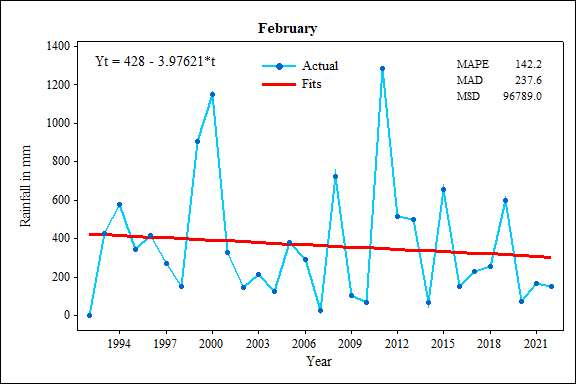 February
Yt = 428 - 3.97621*t
Actual
Fits
MAPE 142.2
MAD 237.6
MSD 96789.0
Rainfall in mm
1400
1200
1000
800
600
400
200
0
1994 1997 2000 2003 2006 2009 2012 2015 2018 2021
Year